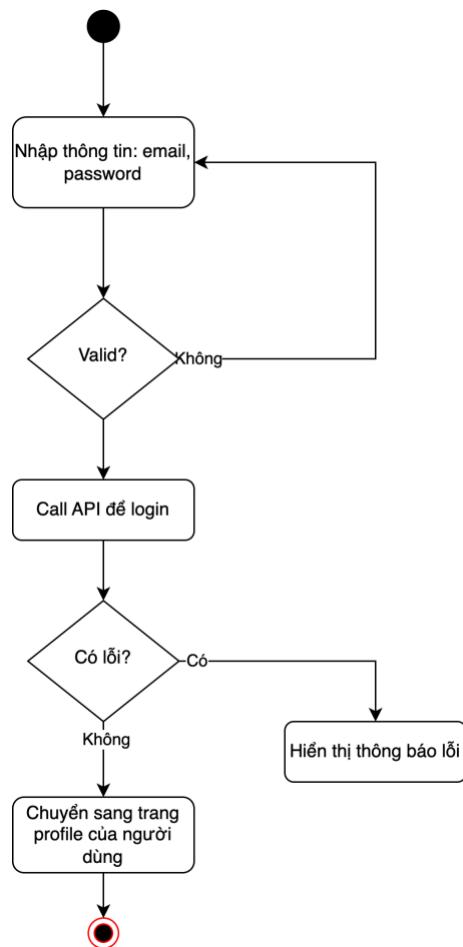 Nhập thông tin: email,
password
Valid?
Không
Call API để login
Có lỗi?
Có
Không
Hiển thị thông báo lỗi
Chuyển sang trang
profile của người
dùng